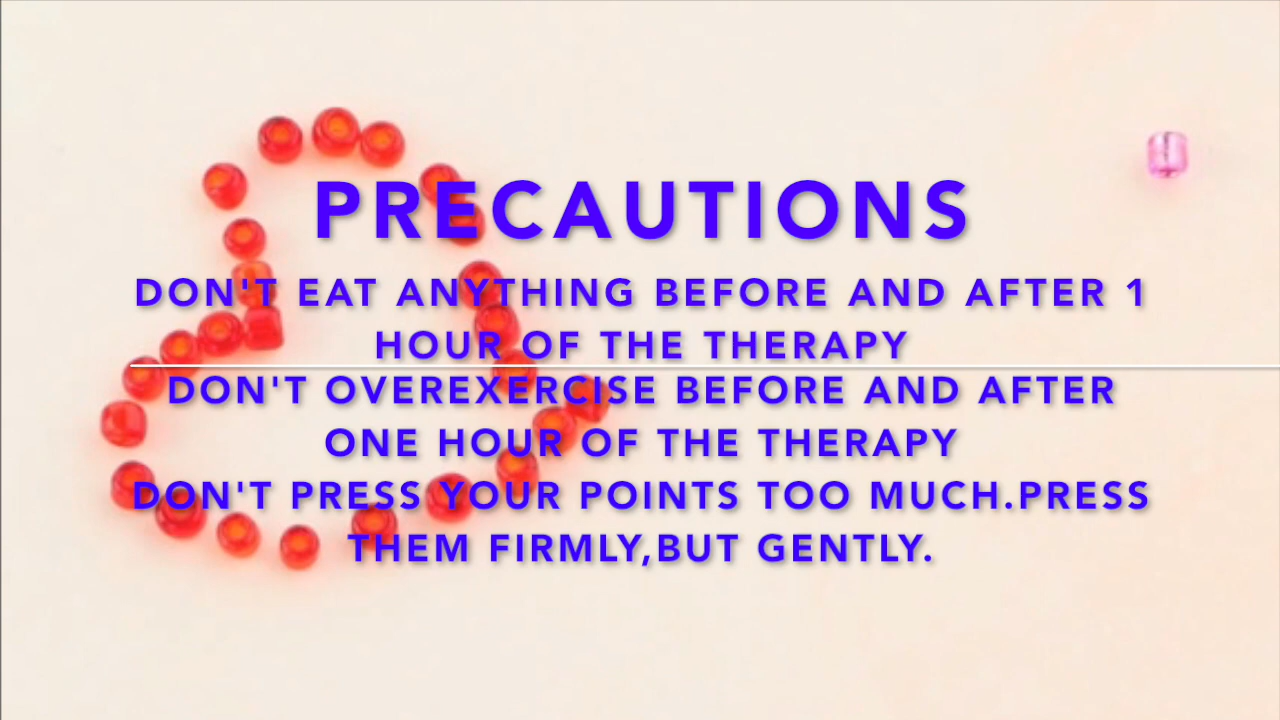 PRECAUTIONS
DON'T EAT ANYTHING BEFORE AND AFTER 1
HOUR OF THE THERAPY
DON'T OVEREXERCISE BEFORE AND AFTER
ONE HOUR OF THE THERAPY
DON'T PRESS YOUR POINTS TOO MUCH.PRESS
THEM FIRMLY,BUT GENTLY.